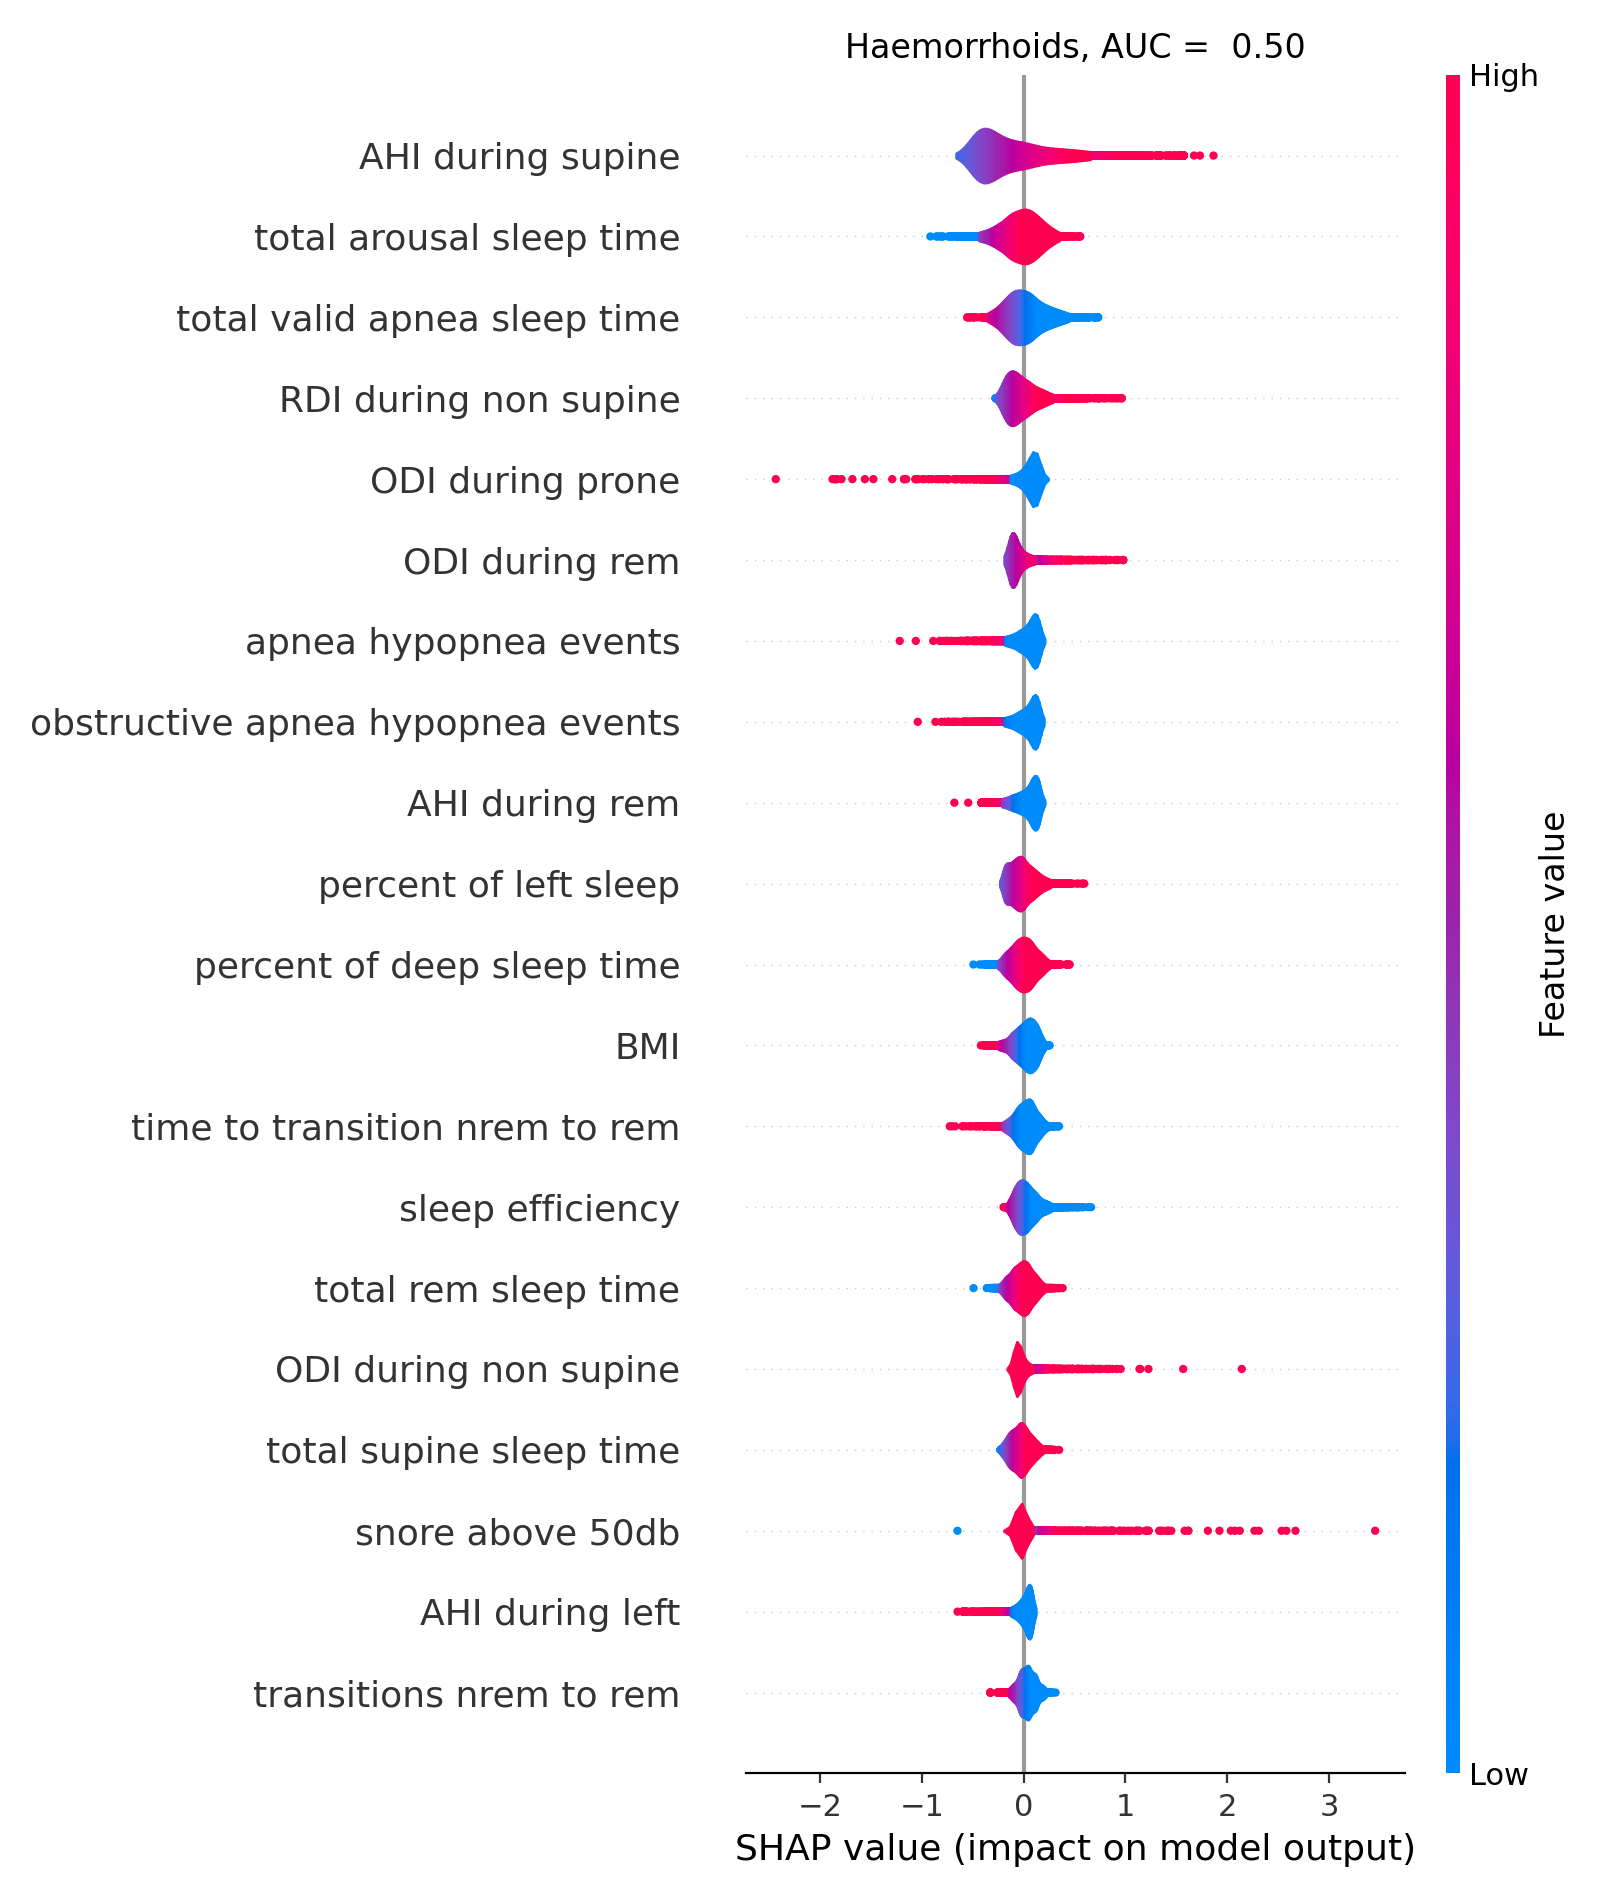 Haemorrhoids, AUC =  0.50
High
AHI during supine
total arousal sleep time
total valid apnea sleep time
RDI during non supine
ODI during prone
ODI during rem
apnea hypopnea events
obstructive apnea hypopnea events
AHI during rem
percent of left sleep
percent of deep sleep time
BMI
time to transition nrem to rem
sleep efficiency
total rem sleep time
ODI during non supine
total supine sleep time
snore above 50db
AHI during left
transitions nrem to rem
Feature value
Low
−2 −1 0 1 2 3
SHAP value (impact on model output)